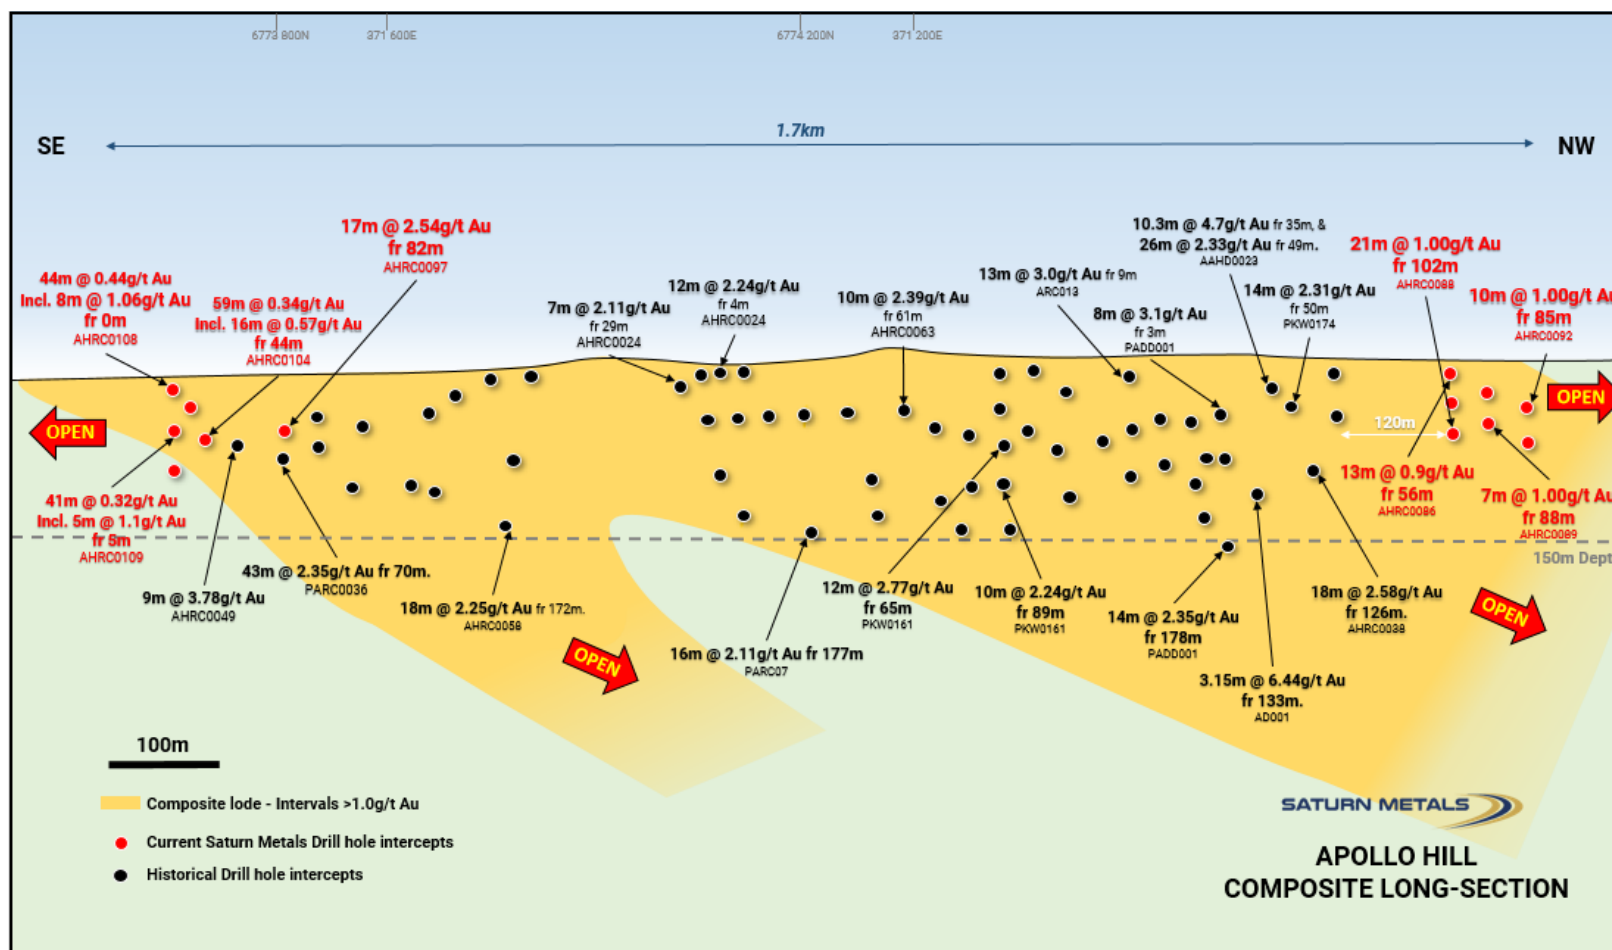 6773 800N
371 600E
6774 200N
371 200E
1.7km
SE
NW
17m @ 2.54g/t Au
fr 82m
AHRC0097
44m @ 0.44g/t Au
Incl. 8m @ 1.06g/t Au
fr 0m
AHRC0108
59m @ 0.34g/t Au
Incl. 16m @ 0.57g/t Au
fr 44m
AHRC0104
7m @ 2.11g/t Au
fr 29m
AHRC0024
12m @ 2.24g/t Au
fr 4m
AHRC0024
10m @ 2.39g/t Au
fr 61m
AHRC0063
13m @ 3.0g/t Au fr 9m
ARC013
8m @ 3.1g/t Au
fr 3m
PADD001
10.3m @ 4.7g/t Au fr 35m, &
26m @ 2.33g/t Au fr 49m.
AAHD0023
14m @ 2.31g/t Au
fr 50m
PKW0174
21m @ 1.00g/t Au
fr 102m
AHRC0088
10m @ 1.00g/t Au
fr 85m
AHRC0092
OPEN
OPEN
120m
41m @ 0.32g/t Au
Incl. 5m @ 1.1g/t Au
fr 5m
AHRC0109
9m @ 3.78g/t Au
AHRC0049
43m @ 2.35g/t Au fr 70m.
PARC0036
18m @ 2.25g/t Au fr 172m.
AHRC0058
OPEN
16m @ 2.11g/t Au fr 177m
PARC07
12m @ 2.77g/t Au
fr 65m
PKW0161
10m @ 2.24g/t Au
fr 89m
PKW0161
14m @ 2.35g/t Au
fr 178m
PADD001
3.15m @ 6.44g/t Au
fr 133m.
AD001
18m @ 2.58g/t Au
fr 126m.
AHRC0038
13m @ 0.9g/t Au
fr 56m
AHRC0086
7m @ 1.00g/t Au
fr 88m
AHRC0089
150m Dept
OPEN
100m
Composite lode - Intervals >1.0g/t Au
Current Saturn Metals Drill hole intercepts
Historical Drill hole intercepts
SATURN METALS
APOLLO HILL
COMPOSITE LONG-SECTION